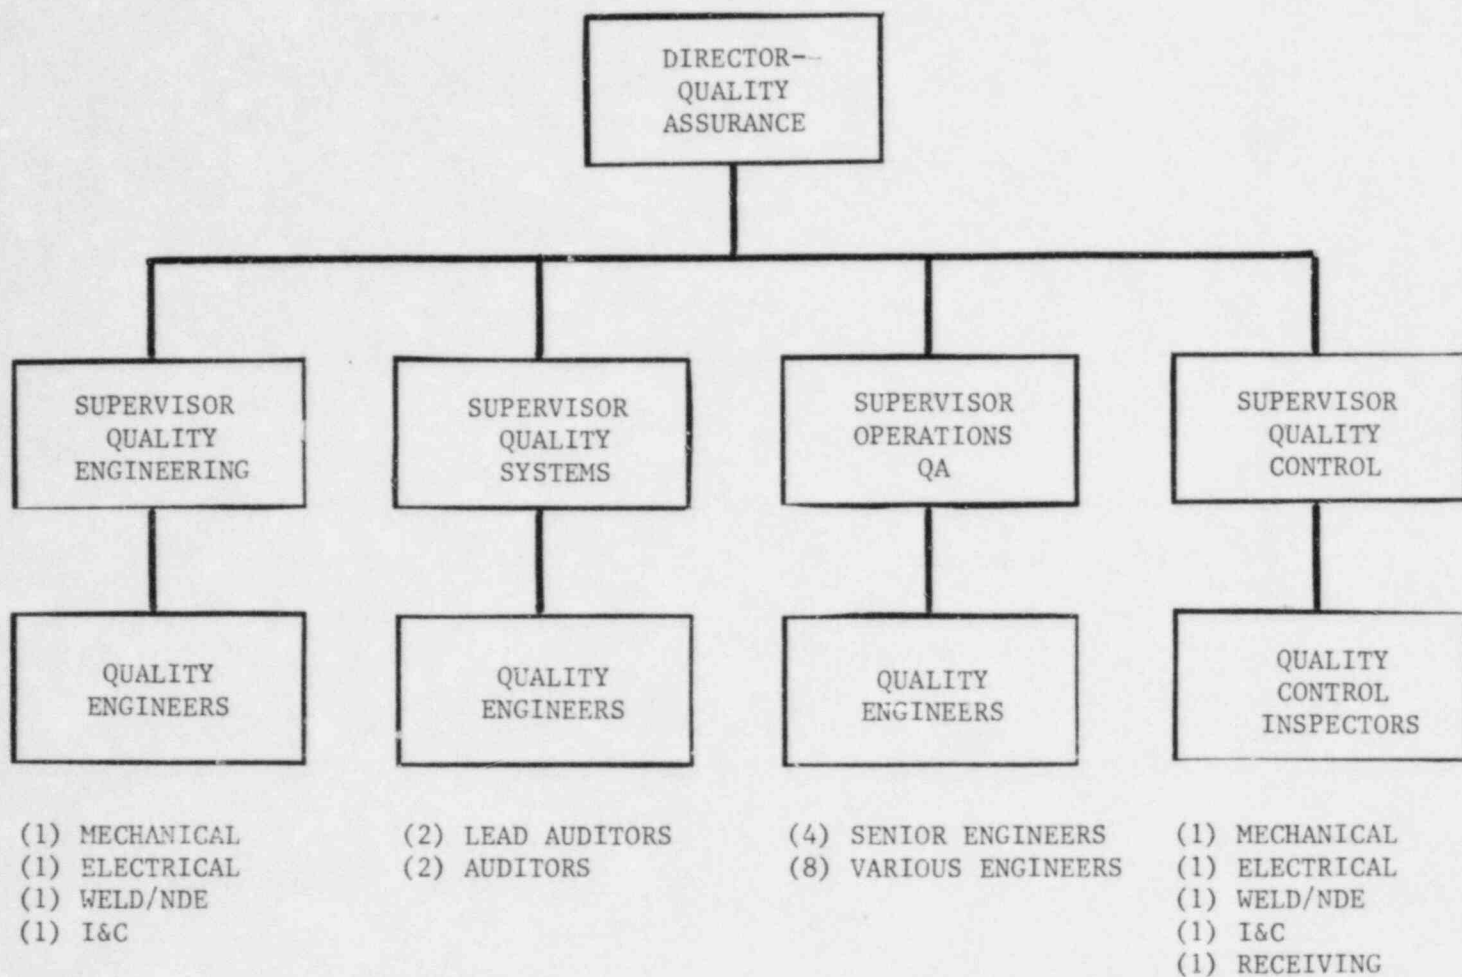 DIRECTOR-
QUALITY
ASSURANCE
SUPERVISOR
QUALITY
ENGINEERING
SUPERVISOR
QUALITY
SYSTEMS
SUPERVISOR
OPERATIONS
QA
SUPERVISOR
QUALITY
CONTROL
QUALITY
ENGINEERS
QUALITY
ENGINEERS
QUALITY
ENGINEERS
QUALITY
CONTROL
INSPECTORS
(1) MECHANICAL
(1) ELECTRICAL
(1) WELD/NDE
(1) I&C
(2) LEAD AUDITORS
(2) AUDITORS
(4) SENIOR ENGINEERS
(8) VARIOUS ENGINEERS
(1) MECHANICAL
(1) ELECTRICAL
(1) WELD/NDE
(1) I&C
(1) RECEIVING